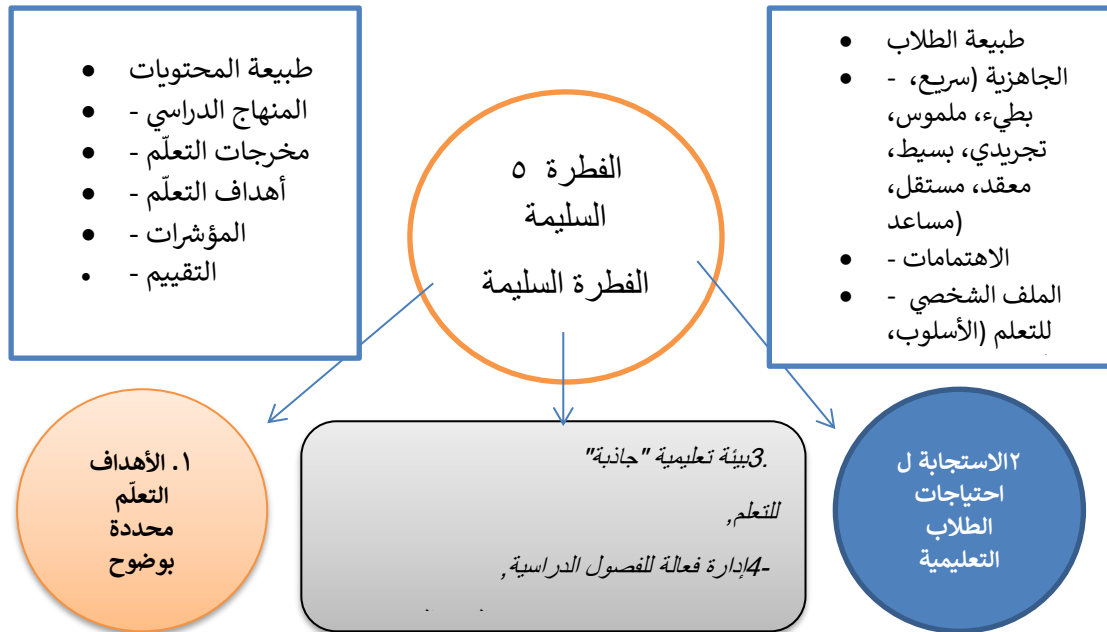 طبيعة الطلاب
- الجاهزية (سريع،
بطيء، ملموس،
تجريدي، بسيط،
معقد، مستقل،
مساعد)
- الاهتمامات
- الملف الشخصي
للتعلم (الأسلوب،
الفطرة ٥
السليمة
الفطرة السليمة
طبيعة المحتويات
- المنهاج الدراسي
- مخرجات التعلّم
- أهداف التعلّم
- المؤشرات
- التقييم
٢الاستجابة ل
احتياجات
الطلاب
التعليمية
.3بيئة تعليمية "جاذبة"
للتعلم,
-4إدارة فعالة للفصول الدراسية,
١. الأهداف
التعلّم
محددة
بوضوح